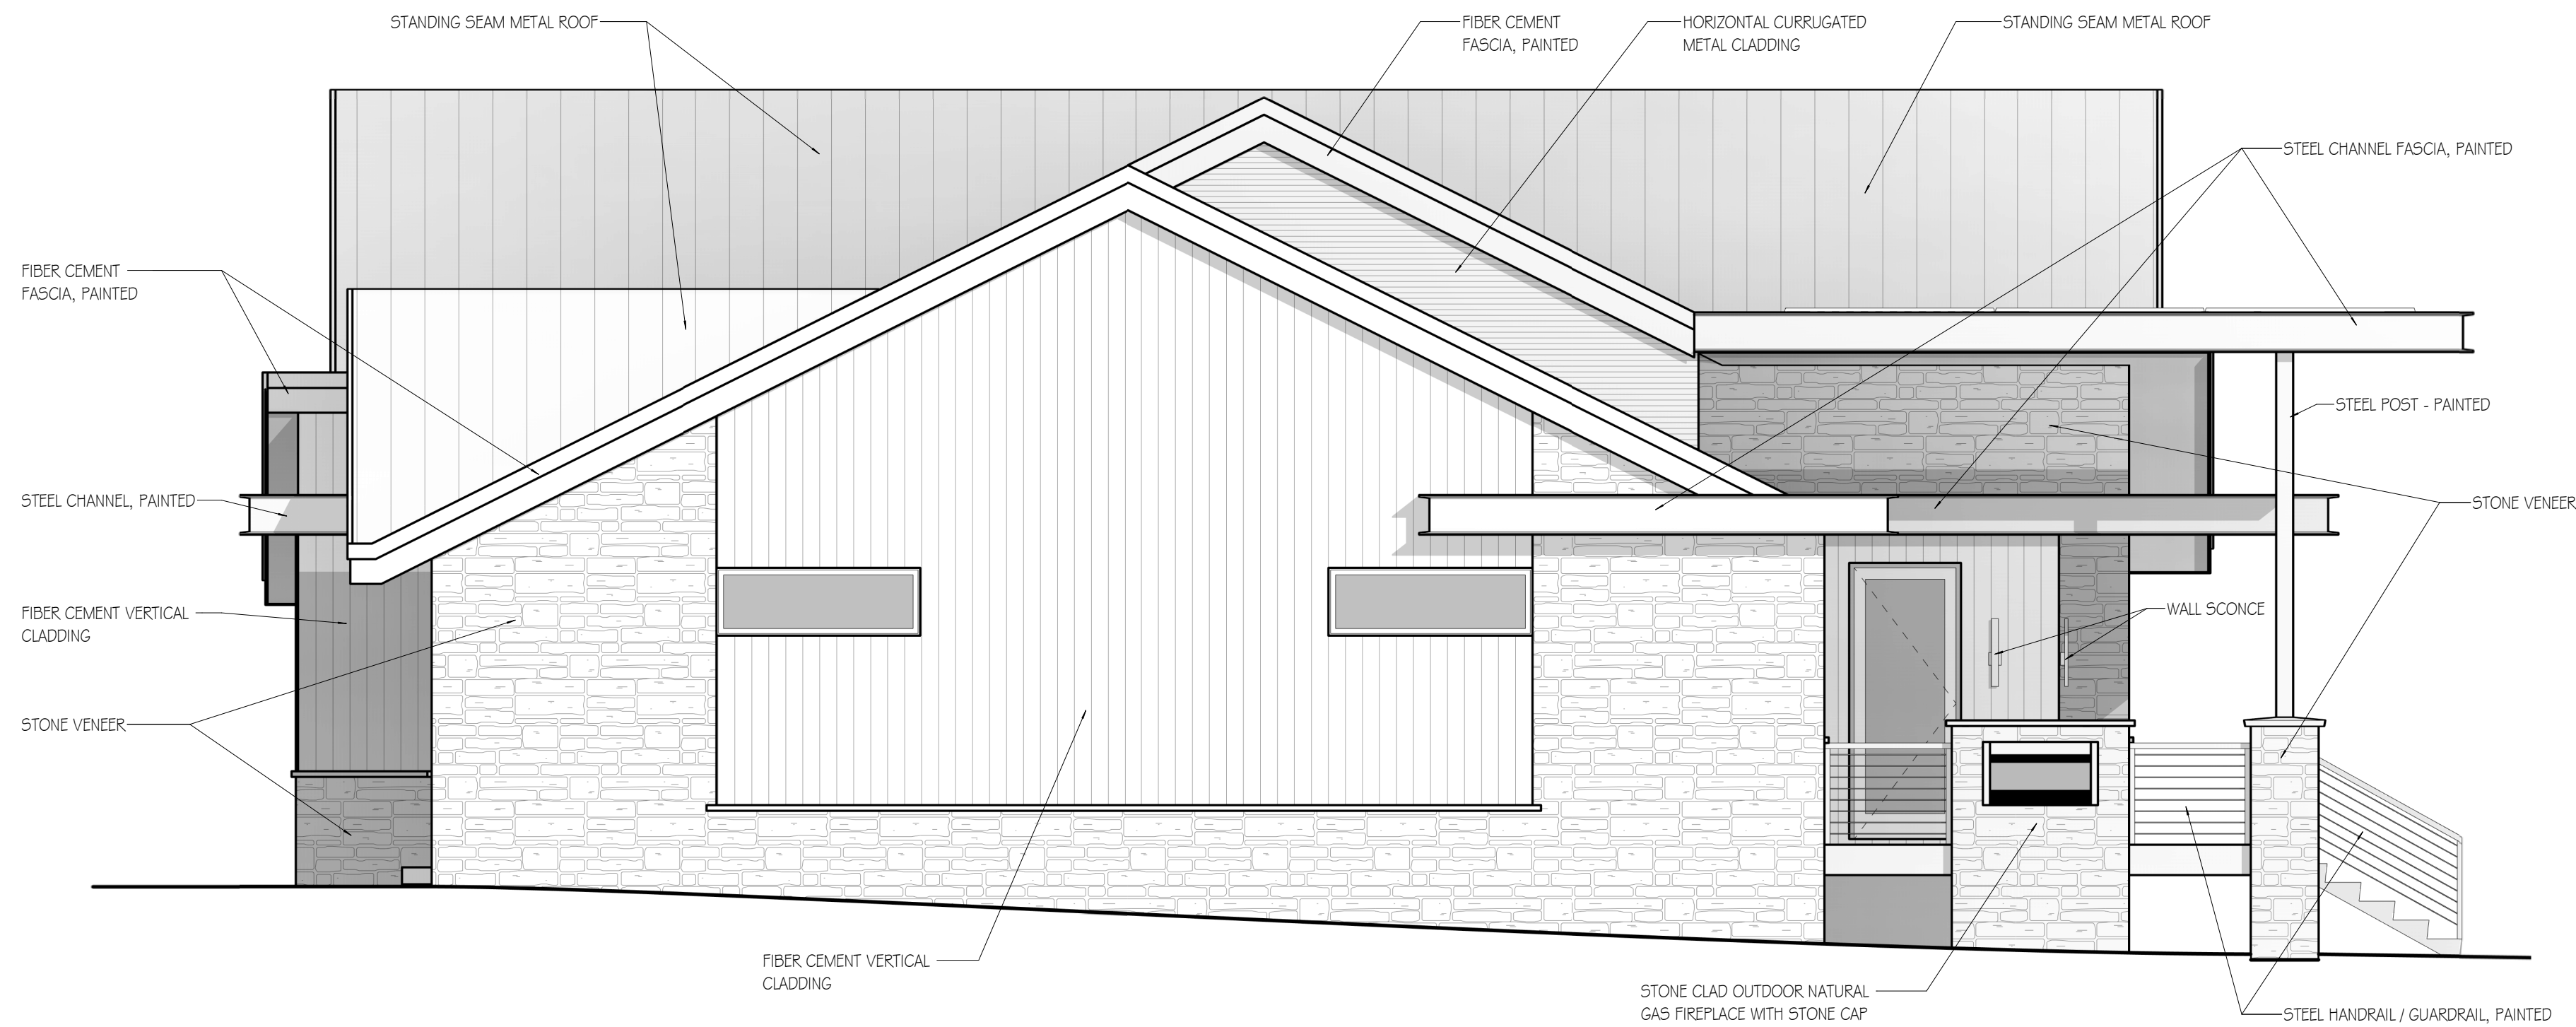 STANDING SEAM METAL ROOF
FIBER CEMENT
FASCIA, PAINTED
HORIZONTAL CURRUGATED
METAL CLADDING
STANDING SEAM METAL ROOF
STEEL CHANNEL FASCIA, PAINTED
FIBER CEMENT
FASCIA, PAINTED
STEEL POST - PAINTED
STEEL CHANNEL, PAINTED
STONE VENEER
FIBER CEMENT VERTICAL
CLADDING
WALL SCONCE
STONE VENEER
FIBER CEMENT VERTICAL
CLADDING
STONE CLAD OUTDOOR NATURAL
GAS FIREPLACE WITH STONE CAP
STEEL HANDRAIL / GUARDRAIL, PAINTED